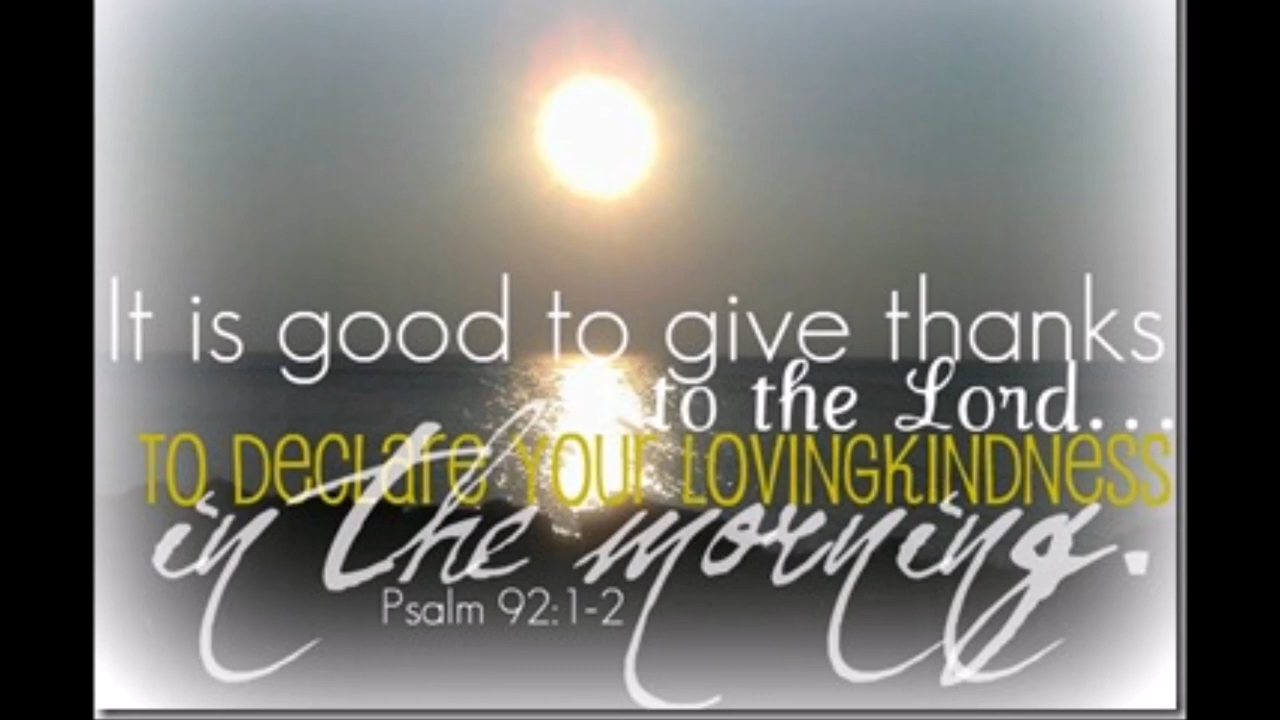 It is good to give thanks
to the Lord...
TO DecLare YOUr LOVINGKINDNess
in the morning.
Psalm 92:1-2